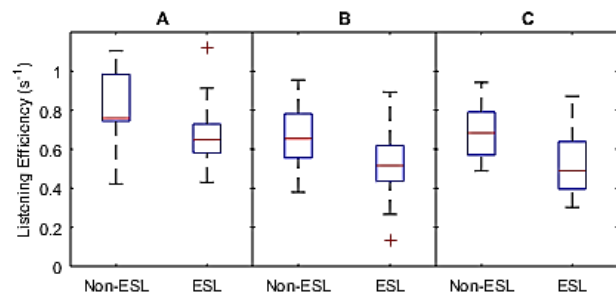 A B C
Listening Efficiency (s-1)
1
0.8
0.6
0.4
0.2
0
Non-ESL ESL Non-ESL ESL Non-ESL ESL